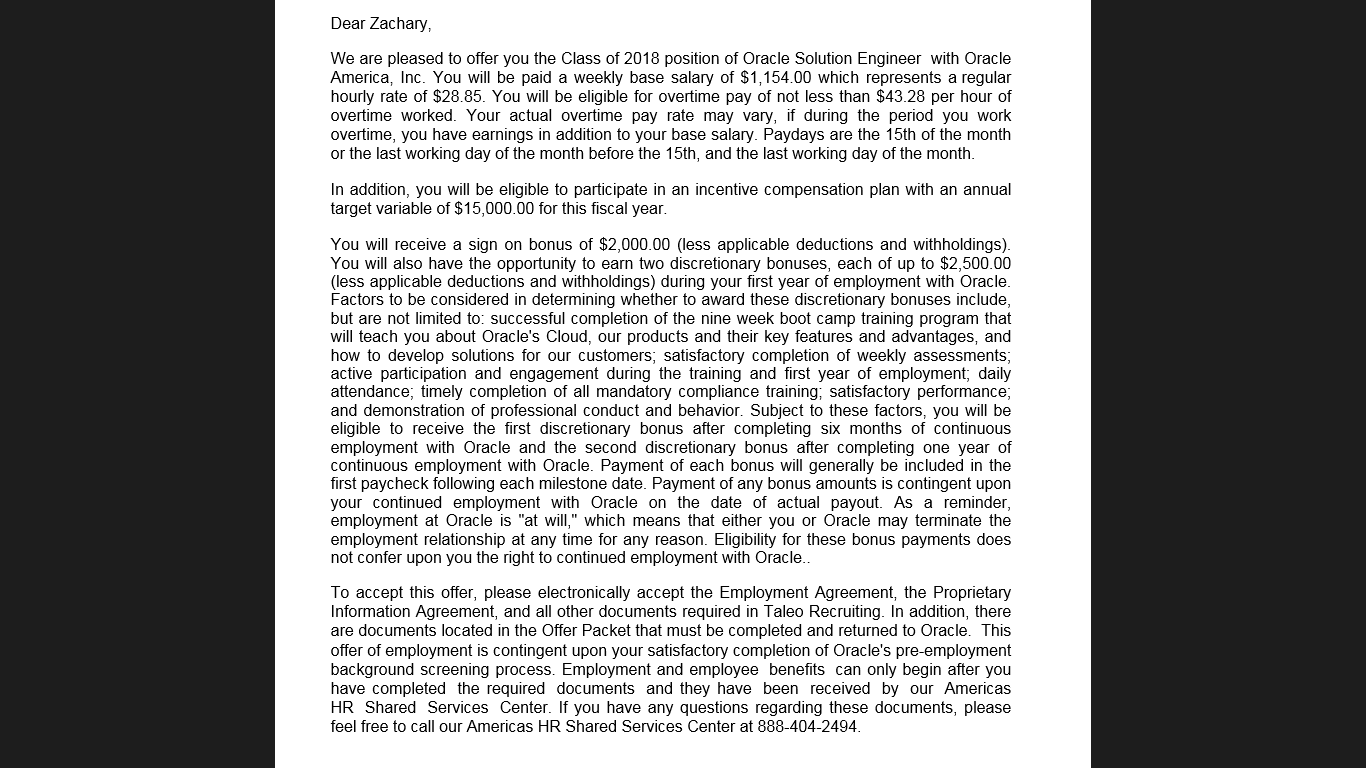 Dear Zachary,
We are pleased to offer you the Class of 2018 position of Oracle Solution Engineer with Oracle
America, Inc. You will be paid a weekly base salary of $1,154.00 which represents a regular
hourly rate of $28.85. You will be eligible for overtime pay of not less than $43.28 per hour of
overtime worked. Your actual overtime pay rate may vary, if during the period you work
overtime, you have earnings in addition to your base salary. Paydays are the 15th of the month
or the last working day of the month before the 15th, and the last working day of the month.
In addition, you will be eligible to participate in an incentive compensation plan with an annual
target variable of $15,000.00 for this fiscal year.
You will receive a sign on bonus of $2,000.00 (less applicable deductions and withholdings).
You will also have the opportunity to earn two discretionary bonuses, each of up to $2,500.00
(less applicable deductions and withholdings) during your first year of employment with Oracle.
Factors to be considered in determining whether to award these discretionary bonuses include,
but are not limited to: successful completion of the nine week boot camp training program that
will teach you about Oracle's Cloud, our products and their key features and advantages, and
how to develop solutions for our customers; satisfactory completion of weekly assessments;
active participation and engagement during the training and first year of employment; daily
attendance; timely completion of all mandatory compliance training; satisfactory performance;
and demonstration of professional conduct and behavior. Subject to these factors, you will be
eligible to receive the first discretionary bonus after completing six months of continuous
employment with Oracle and the second discretionary bonus after completing one year of
continuous employment with Oracle. Payment of each bonus will generally be included in the
first paycheck following each milestone date. Payment of any bonus amounts is contingent upon
your continued employment with Oracle on the date of actual payout. As a reminder,
employment at Oracle is "at will," which means that either you or Oracle may terminate the
employment relationship at any time for any reason. Eligibility for these bonus payments does
not confer upon you the right to continued employment with Oracle..
To accept this offer, please electronically accept the Employment Agreement, the Proprietary
Information Agreement, and all other documents required in Taleo Recruiting. In addition, there
are documents located in the Offer Packet that must be completed and returned to Oracle. This
offer of employment is contingent upon your satisfactory completion of Oracle's pre-employment
background screening process. Employment and employee benefits can only begin after you
have completed the required documents and they have been received by our Americas
HR Shared Services Center. If you have any questions regarding these documents, please
feel free to call our Americas HR Shared Services Center at 888-404-2494.